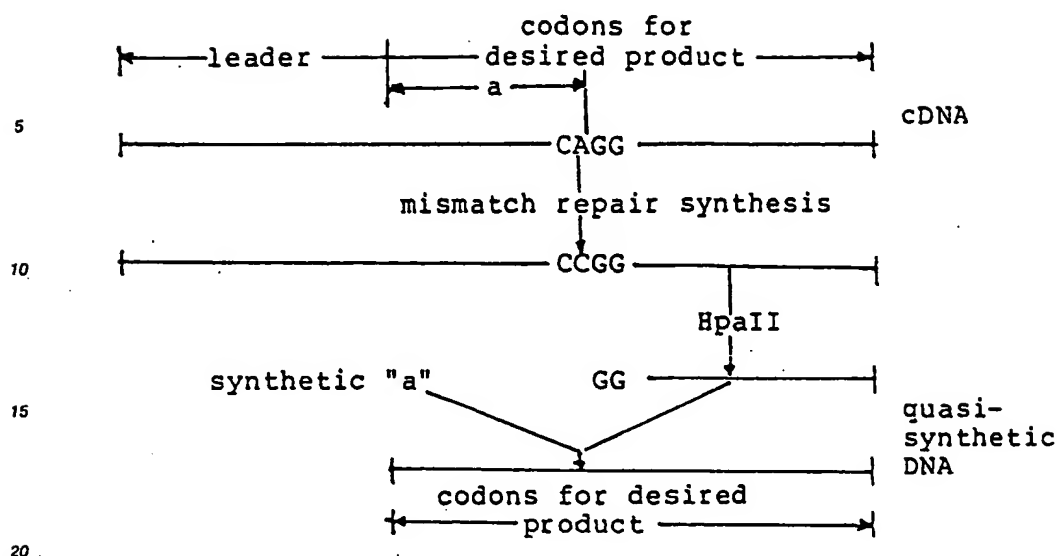 codons for
leader desired product
a
5
cDNA
CAGG
mismatch repair synthesis
10
CCGG
HpaII
synthetic "a" GG
15
quasi-
synthetic
DNA
codons for desired
product
20